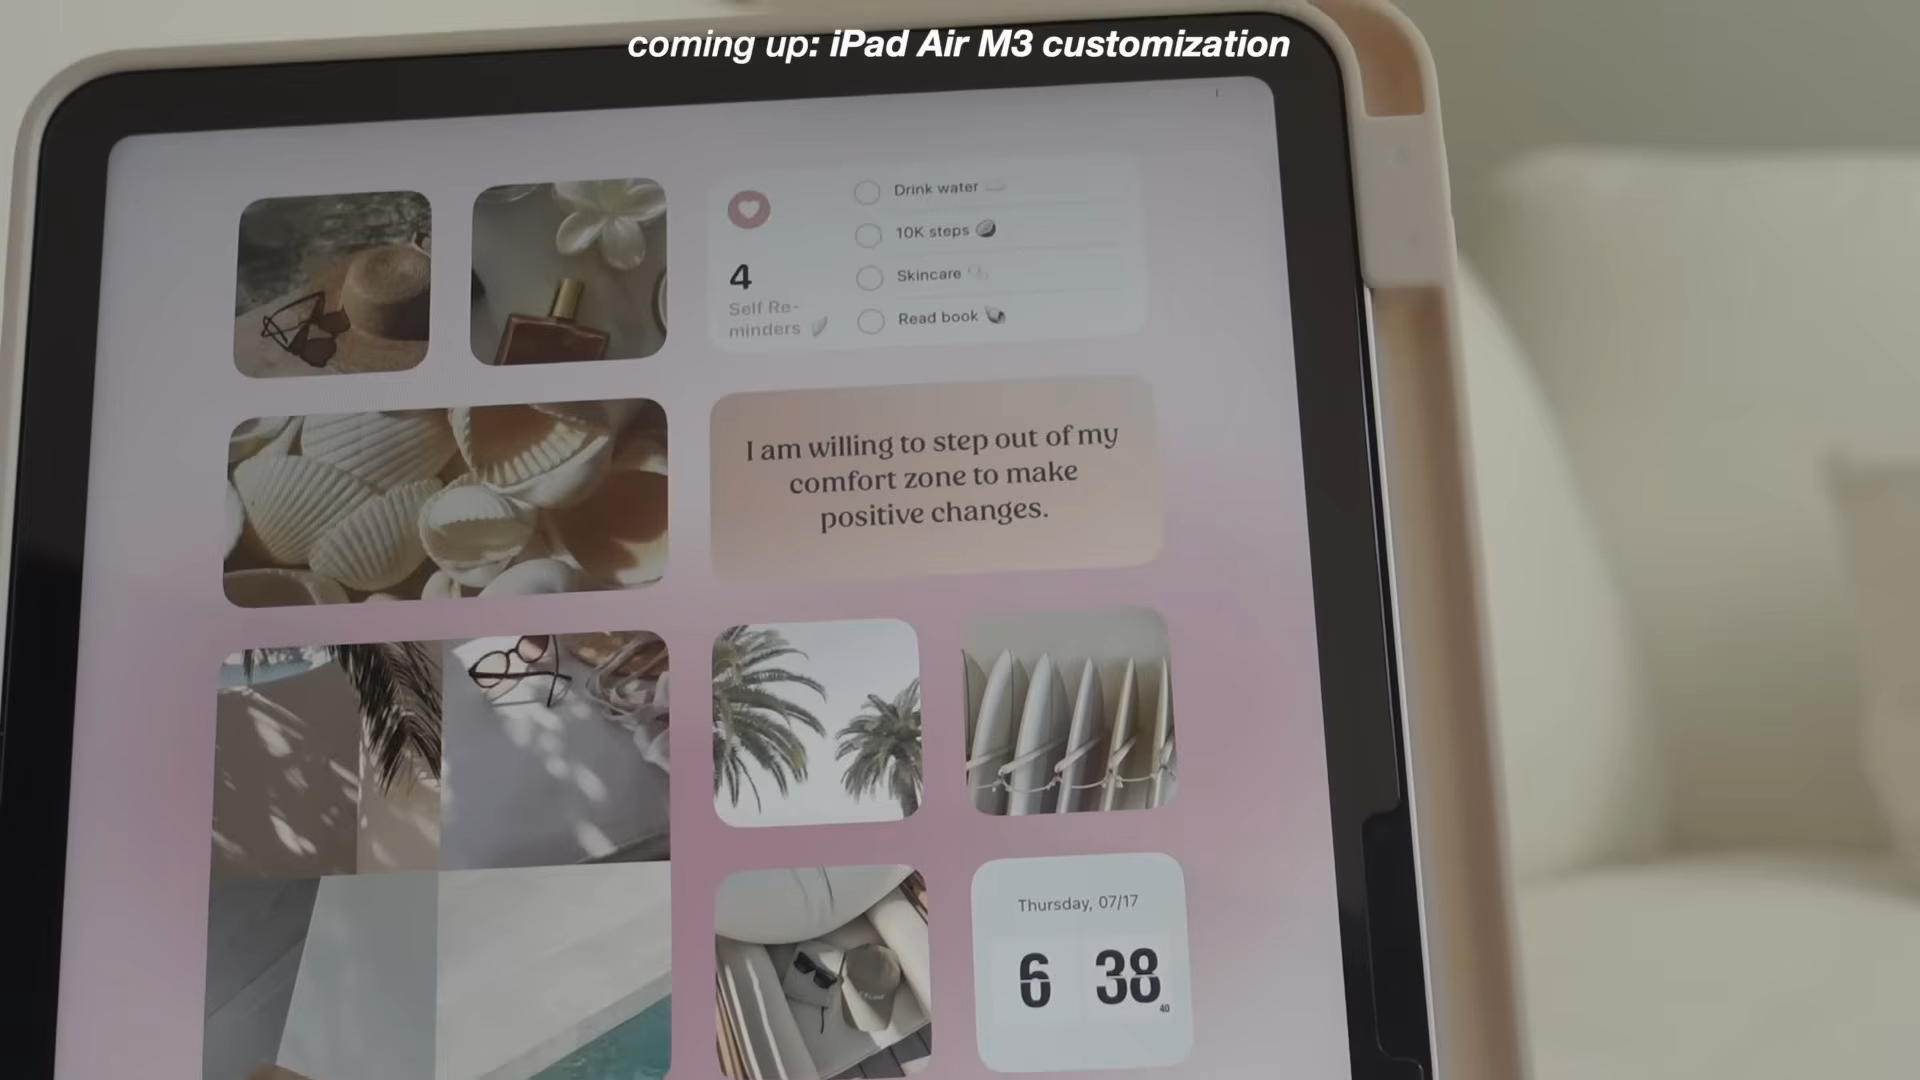 coming up: iPad Air M3 customization
Drink water
10K steps
Skincare
Read book
4
Self Re-
minders
I am willing to step out of my
comfort zone to make
positive changes.
Thursday, 07/17
6 38
40